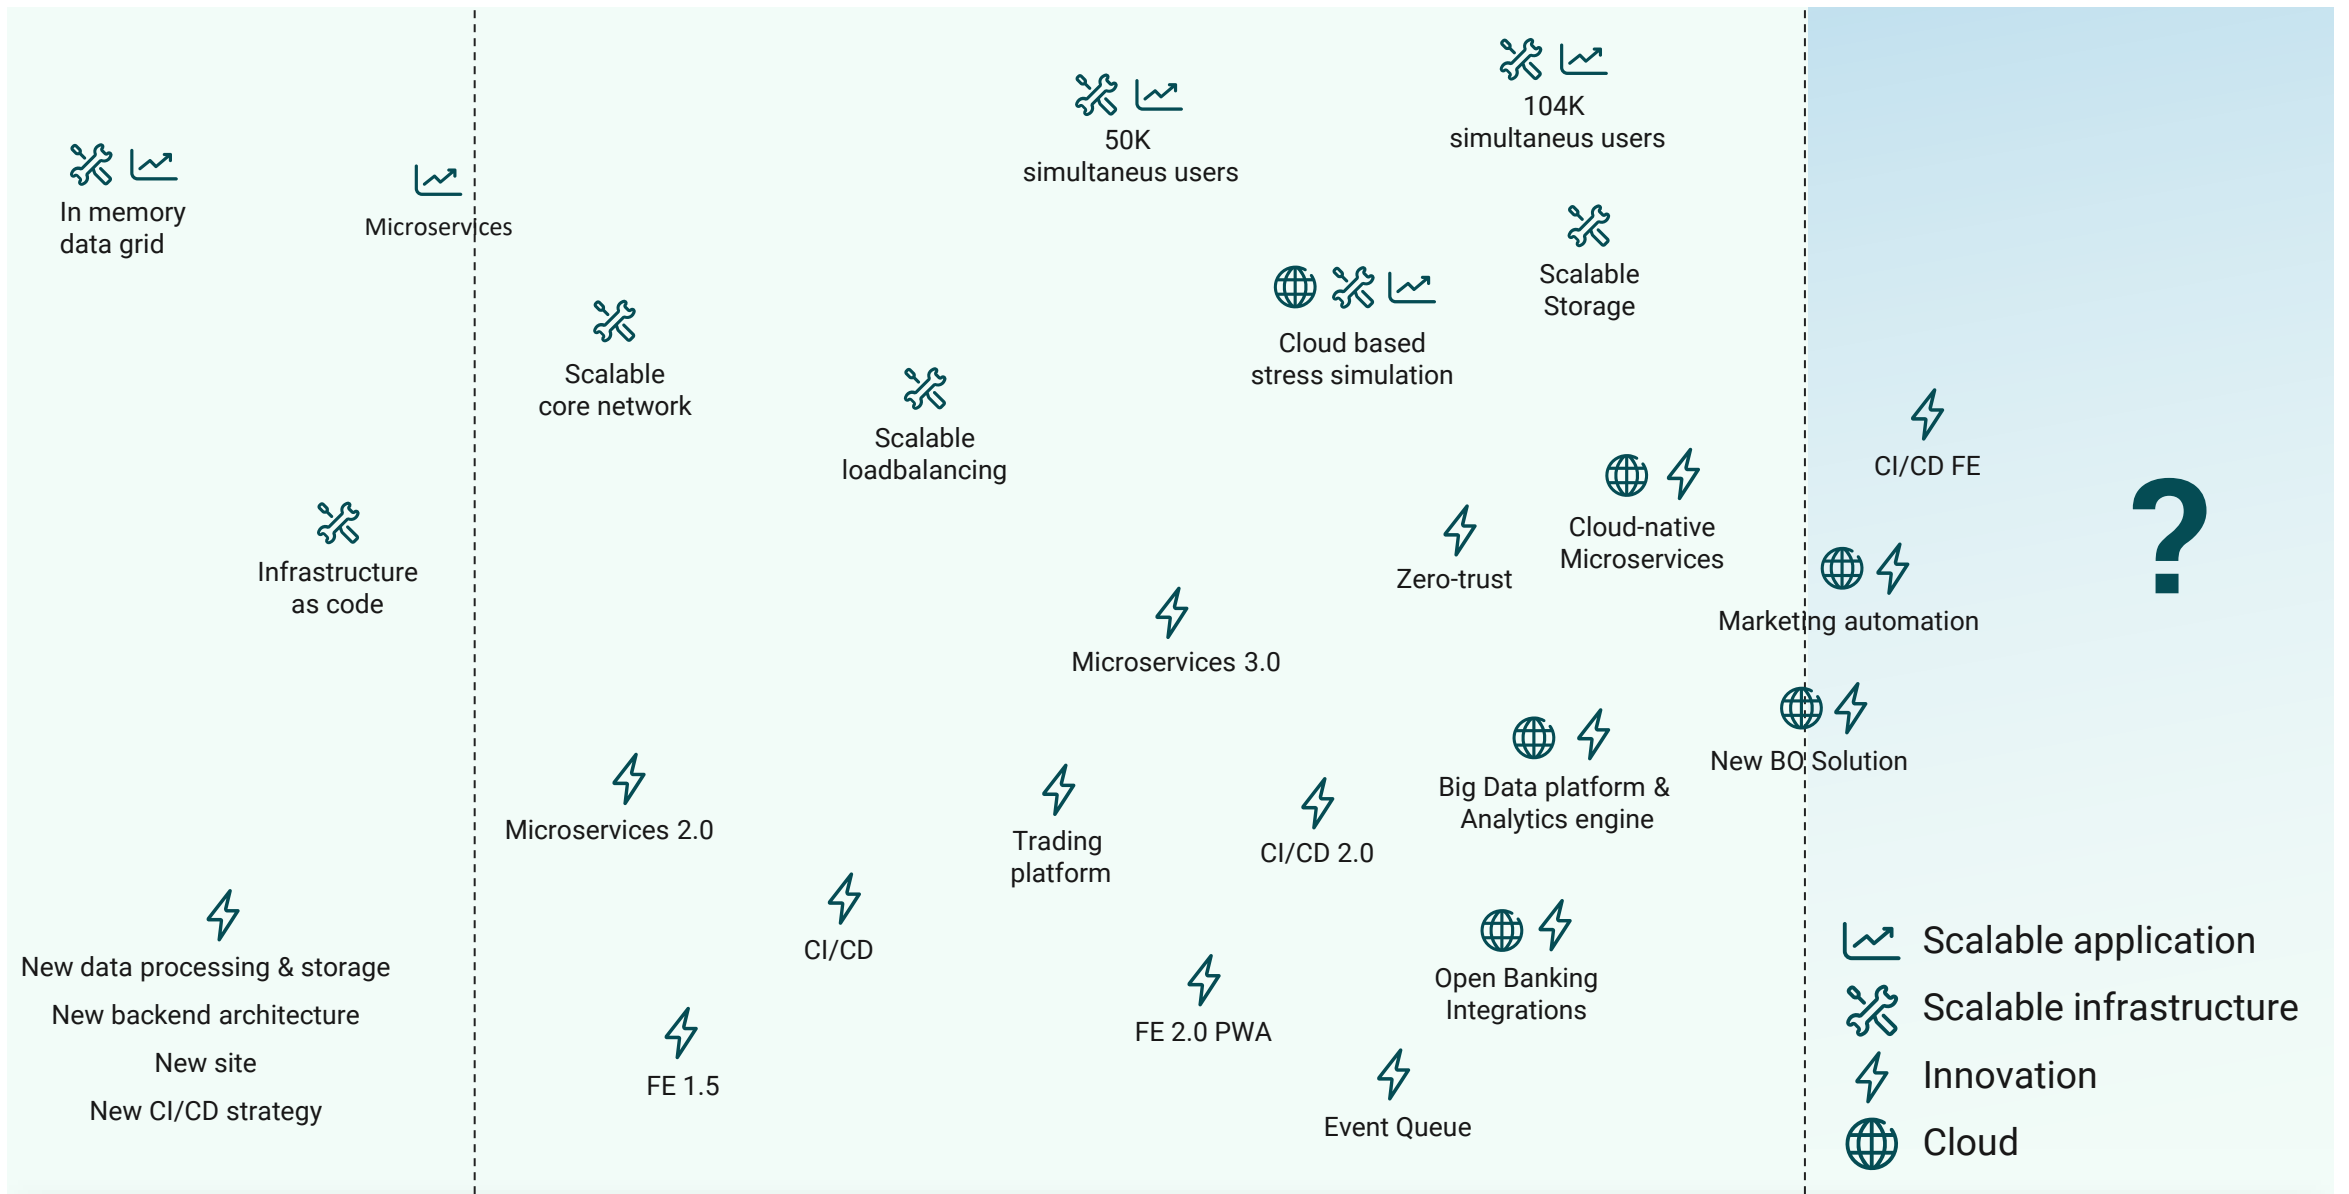 104K
simultaneus users
50K
simultaneus users
In memory
data grid
Microservices
Scalable
Storage
Cloud based
stress simulation
Scalable
core network
Scalable
loadbalancing
CI/CD FE
?
Cloud-native
Microservices
Zero-trust
Infrastructure
as code
Marketing automation
Microservices 3.0
New BO Solution
Big Data platform &
Analytics engine
Microservices 2.0
Trading
platform
CI/CD 2.0
CI/CD
New data processing & storage
New backend architecture
New site
New CI/CD strategy
Open Banking
Integrations
FE 2.0 PWA
FE 1.5
Event Queue
Scalable application
Scalable infrastructure
Innovation
Cloud